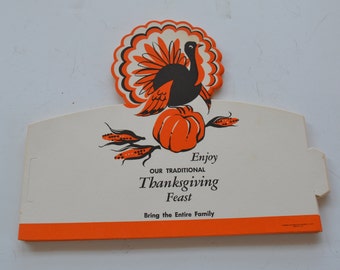 Enjoy
OUR TRADITIONAL
Thanksgiving
Feast
Bring the Entire Family